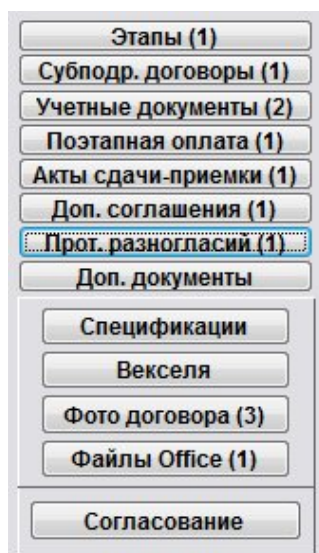 Этапы (1)
Субподр. договоры (1)
Учетные документы (2)
Поэтапная оплата (1)
Акты сдачи-приемки (1)
Доп. соглашения (1)
Прот. разногласий (1)
Доп. документы
Спецификации
Векселя
Фото договора (3)
Файлы Office (1)
Согласование